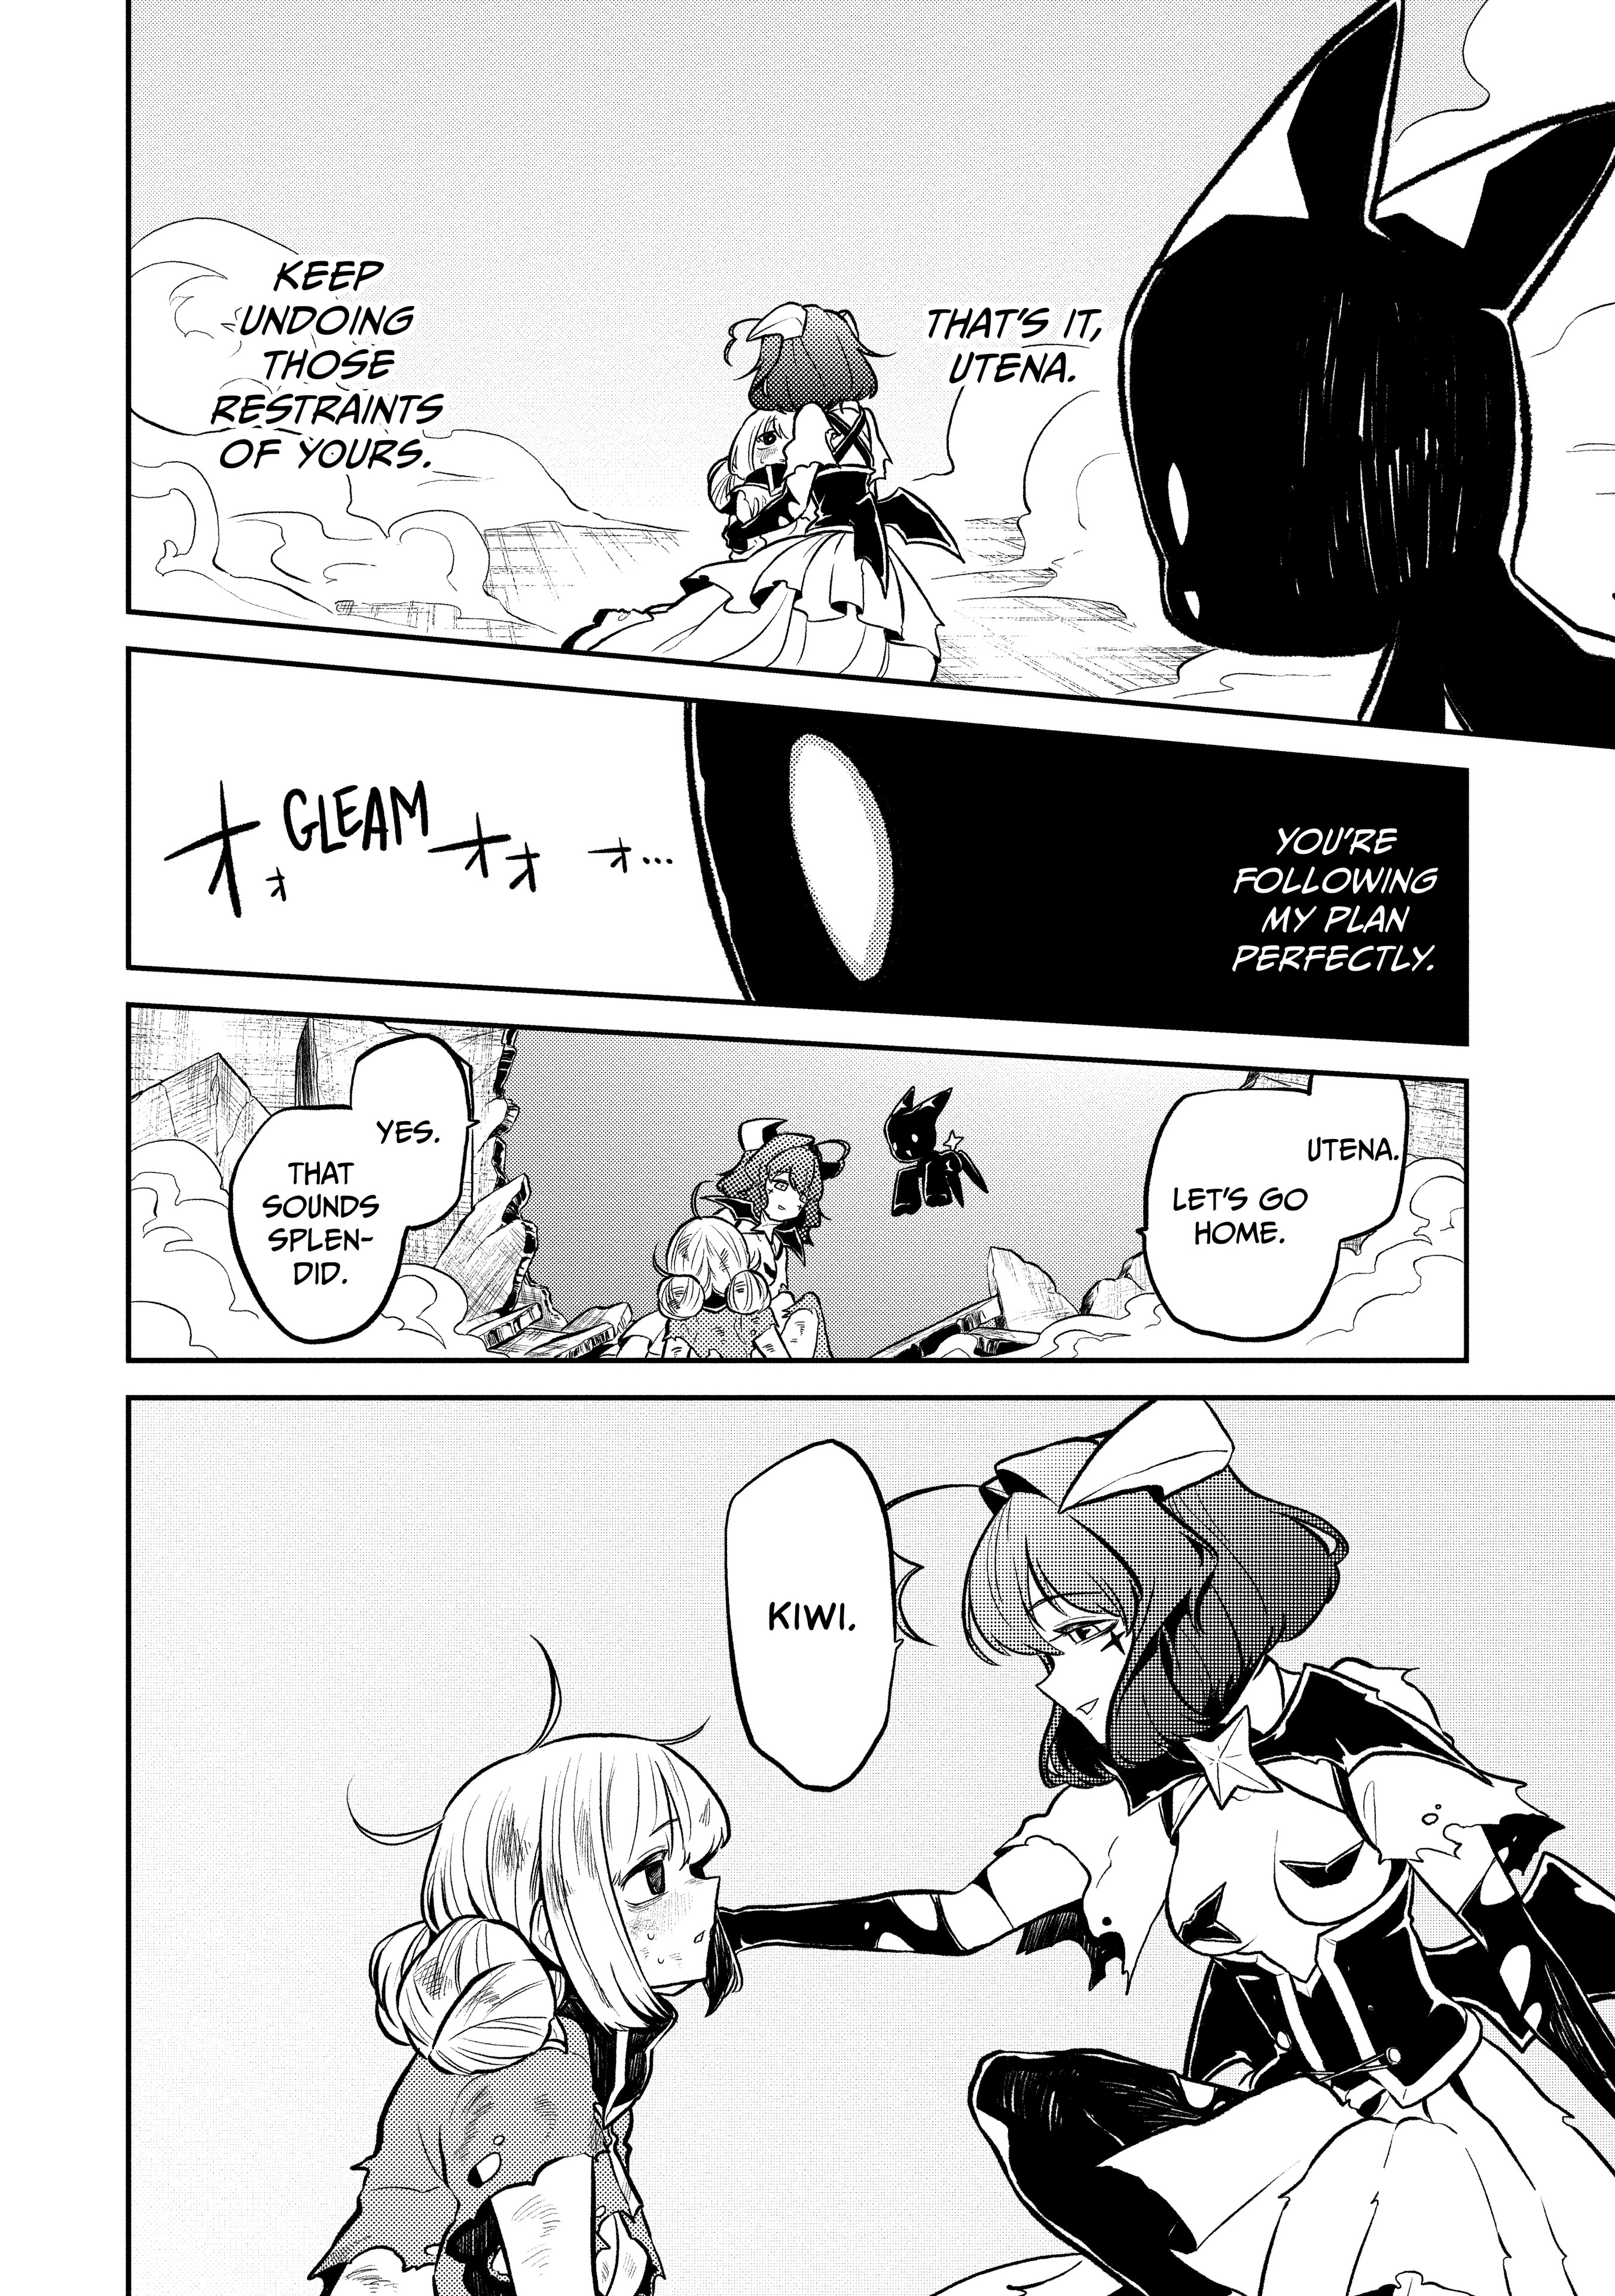 THAT'S IT,
UTENA.
KEEP
UNDOING
THOSE
RESTRAINTS
OF YOURS.
YOU'RE
FOLLOWING
MY PLAN
PERFECTLY.
オォ GLEAM オオ オ...
UTENA.
LET'S GO
HOME.
YES.
THAT
SOUNDS
SPLEN-
DID.
KIWI.